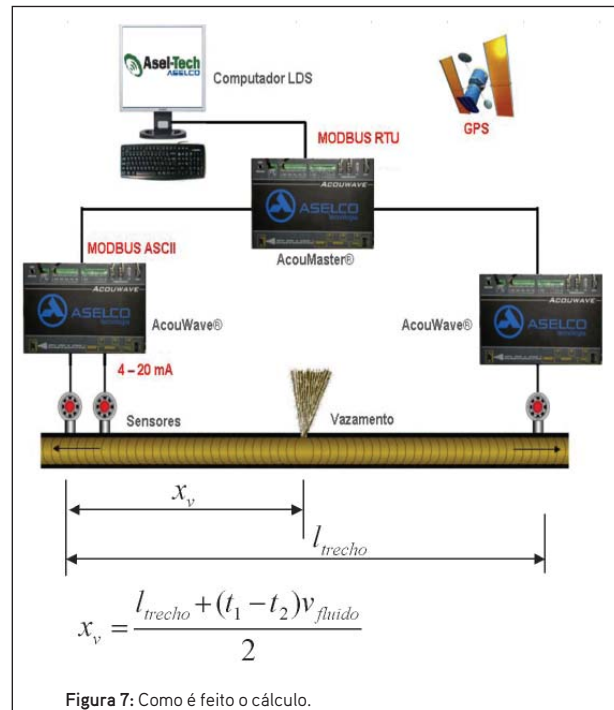 Asel-Tech
ASELCO
Computador LDS
GPS
MODBUS RTU
ACOUWAVE
ASELCO
AcouMaster®
MODBUS ASCII
ACOUWAVE
ASELCO
tecnologia
AcouWave®
ACOUWAVE
ASELCO
AcouWave®
4 – 20 mA
Sensores
Vazamento
x_v
l_trecho
x_v = (l_trecho + (t_1 − t_2)v_fluido) / 2
Figura 7: Como é feito o cálculo.